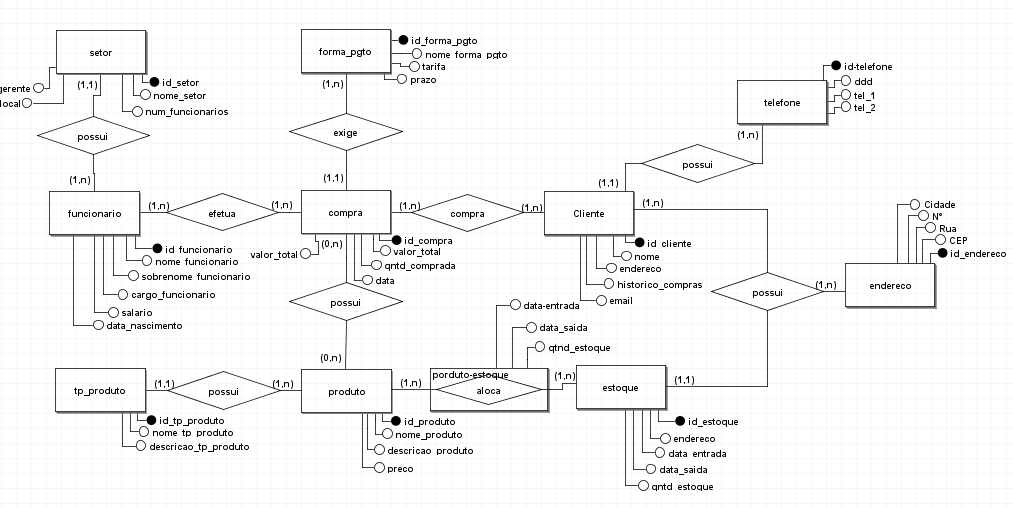 setor
(1,1)
gerente
local
id_setor
nome_setor
num_funcionarios
possui
(1,n)
forma_pgto
id_forma_pgto
nome_forma_pgto
tarifa
prazo
(1,n)
exige
(1,1)
telefone
id-telefone
ddd
tel_1
tel_2
(1,n)
possui
(1,1)
funcionario
(1,n)
efetua
(1,n)
compra
(1,n)
compra
(1,n)
Cliente
(1,n)
id_funcionario
nome_funcionario
sobrenome_funcionario
cargo_funcionario
salario
data_nascimento
valor_total
(0,n)
id_compra
valor_total
qntd_comprada
data
possui
(0,n)
id_cliente
nome
endereco
historico_compras
email
Cidade
Nº
Rua
CEP
id_endereco
possui
(1,n)
endereco
data-entrada
data_saida
qtnd_estoque
tp_produto
(1,1)
possui
(1,n)
produto
(1,n)
porduto-estoque
aloca
(1,n)
estoque
(1,1)
id_tp_produto
nome_tp_produto
descricao_tp_produto
id_produto
nome_produto
descricao_produto
preco
id_estoque
endereco
data_entrada
data_saida
qntd_estoque